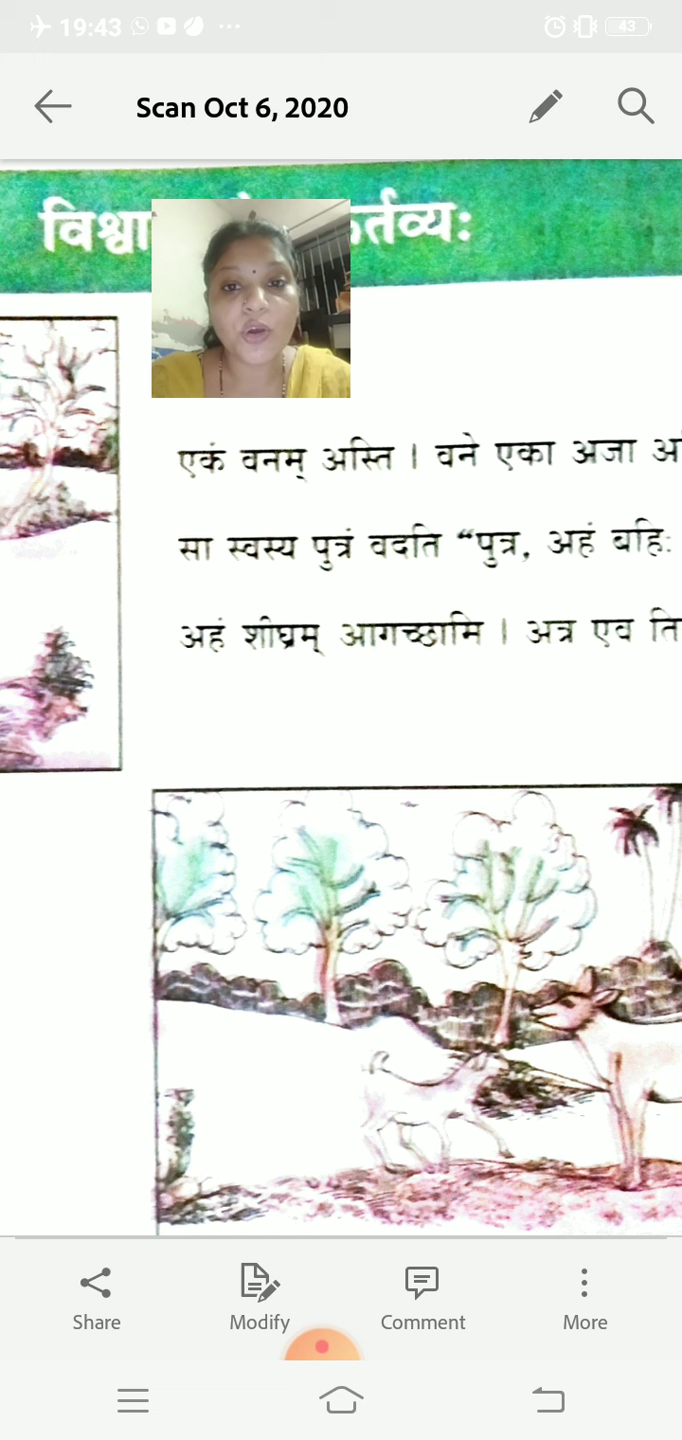 19:43
43
Scan Oct 6, 2020
एकं वनम् अस्ति । वने एका अजा
सा स्वस्य पुत्रं वदति “पुत्र, अहं बहिः
अहं शीघ्रम् आगच्छामि । अत्र एव
Share Modify Comment More